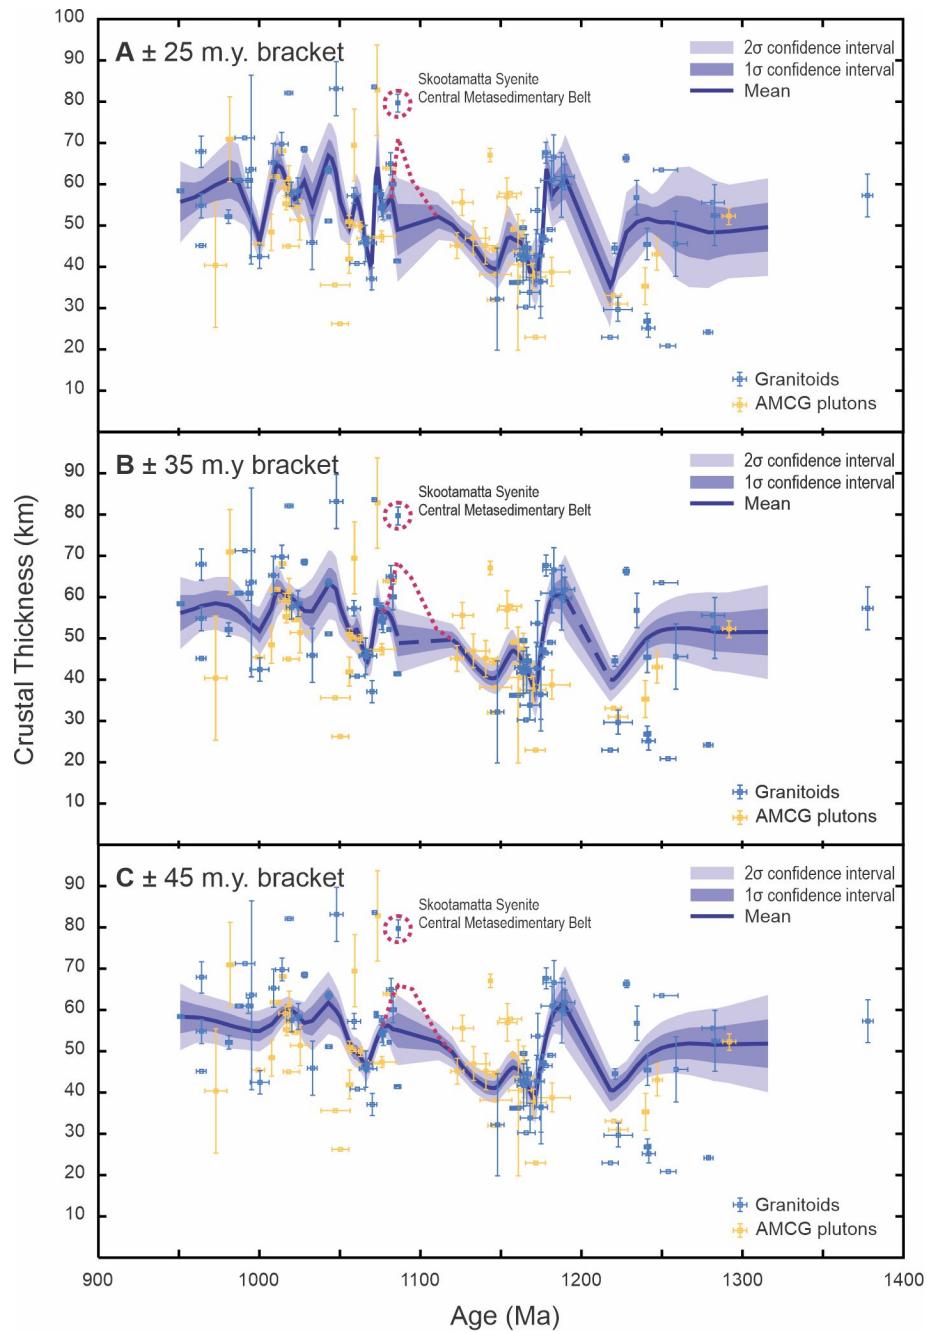 A ± 25 m.y. bracket
2σ confidence interval
1σ confidence interval
Mean
Skootamatta Syenite
Central Metasedimentary Belt
100
90
80
70
60
50
40
30
20
10
Granitoids
AMCG plutons
B ± 35 m.y bracket
2σ confidence interval
1σ confidence interval
Mean
Skootamatta Syenite
Central Metasedimentary Belt
90
80
70
60
50
40
30
20
10
Granitoids
AMCG plutons
Crustal Thickness (km)
C ± 45 m.y. bracket
2σ confidence interval
1σ confidence interval
Mean
Skootamatta Syenite
Central Metasedimentary Belt
90
80
70
60
50
40
30
20
10
Granitoids
AMCG plutons
900 1000 1100 1200 1300 1400
Age (Ma)